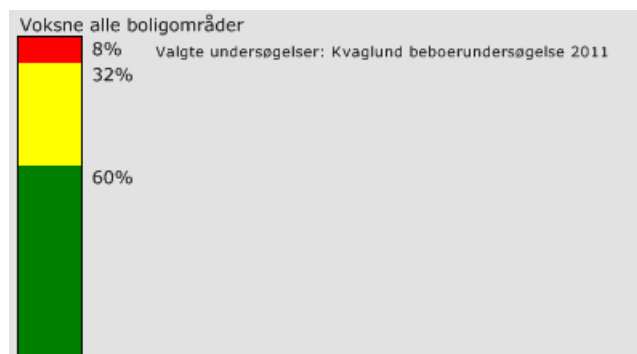 Voksne alle boligområder
8%
Valgte undersøgelser: Kvaglund beboerundersøgelse 2011
32%
60%